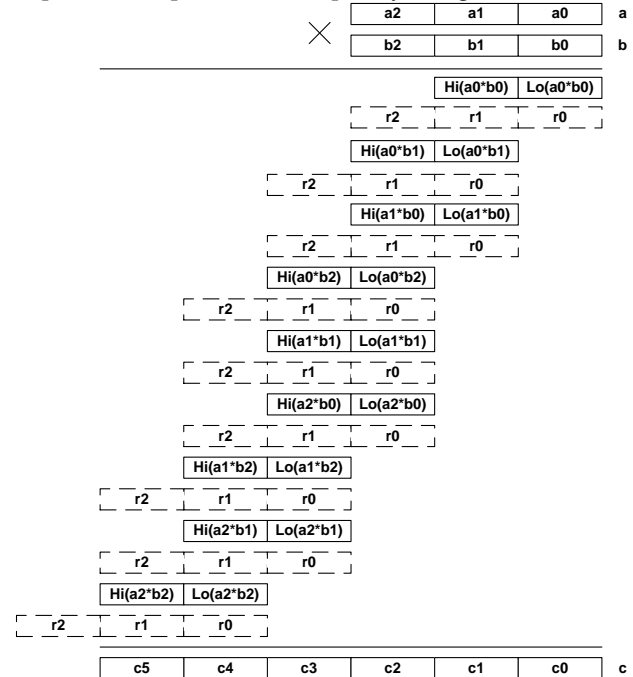 a2 a1 a0 a
b2 b1 b0 b
Hi(a0*b0) Lo(a0*b0)
r2 r1 r0
Hi(a0*b1) Lo(a0*b1)
r2 r1 r0
Hi(a1*b0) Lo(a1*b0)
r2 r1 r0
Hi(a0*b2) Lo(a0*b2)
r2 r1 r0
Hi(a1*b1) Lo(a1*b1)
r2 r1 r0
Hi(a2*b0) Lo(a2*b0)
r2 r1 r0
Hi(a1*b2) Lo(a1*b2)
r2 r1 r0
Hi(a2*b1) Lo(a2*b1)
r2 r1 r0
Hi(a2*b2) Lo(a2*b2)
r2 r1 r0
c5 c4 c3 c2 c1 c0 c